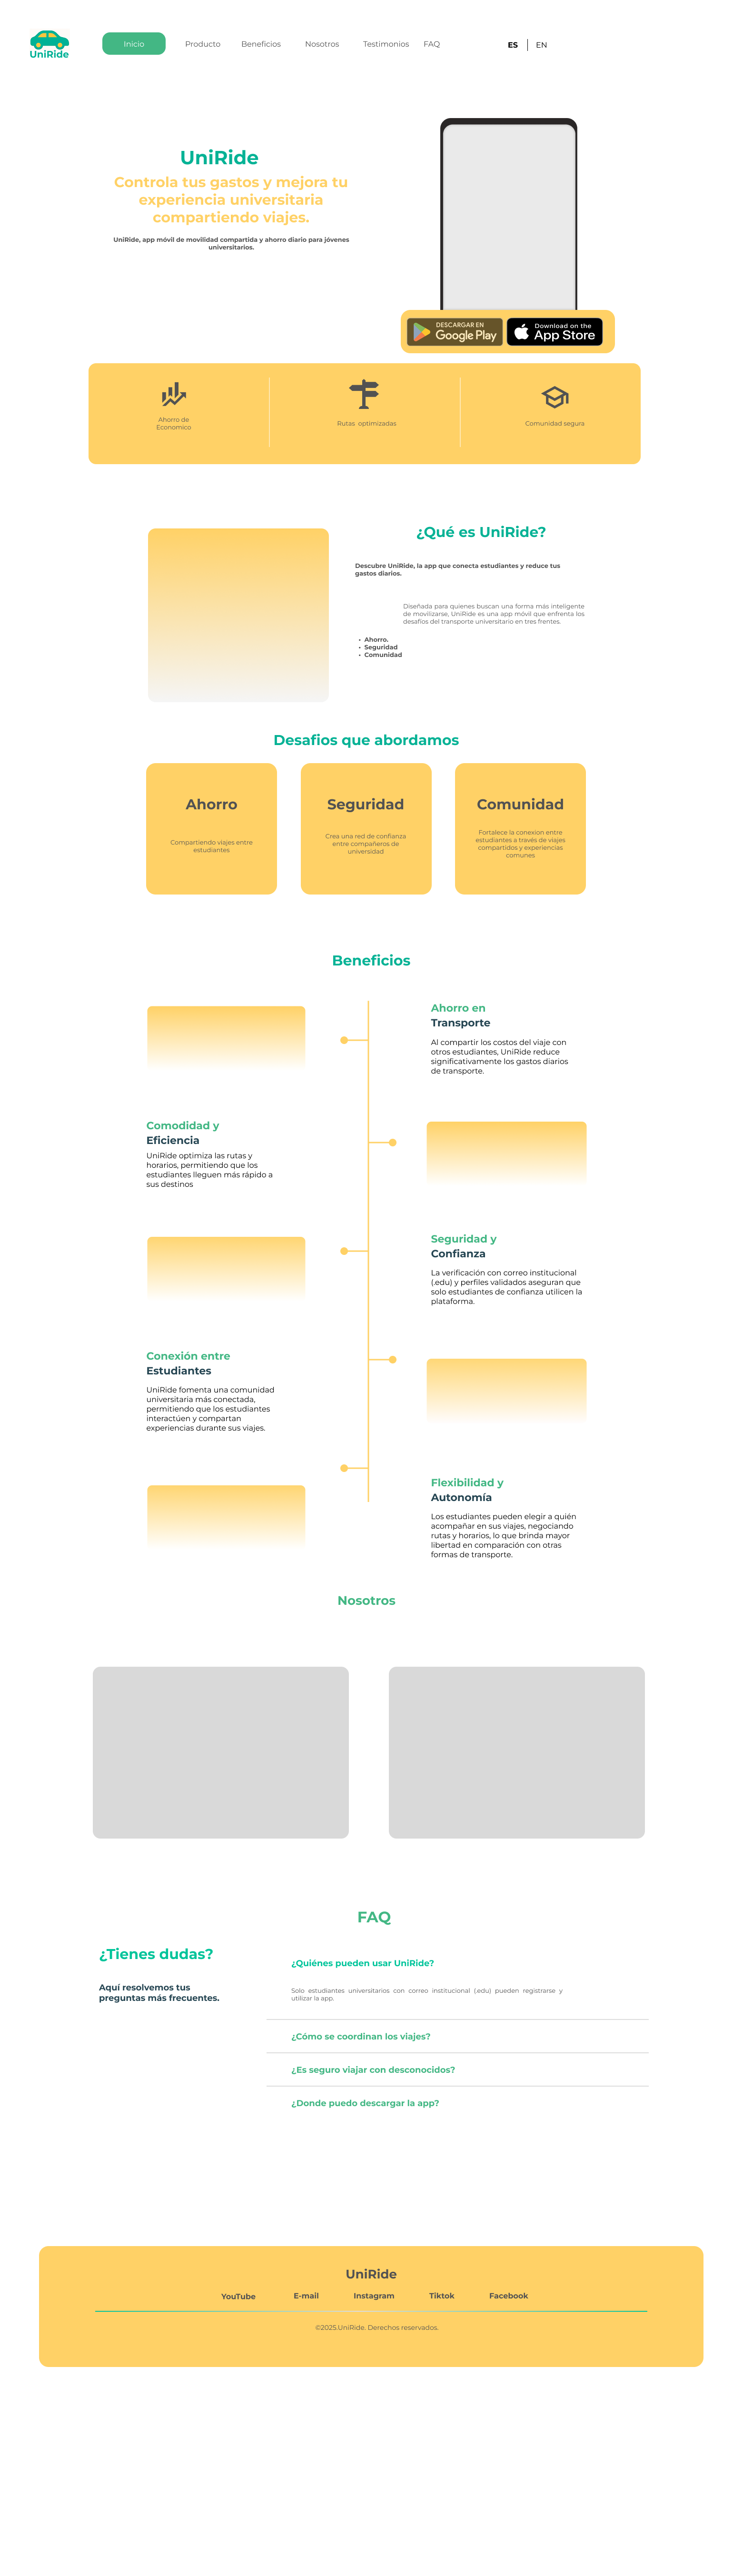 UniRide
Inicio
Producto
Beneficios
Nosotros
Testimonios
FAQ
ES
EN
UniRide
Controla tus gastos y mejora tu
experiencia universitaria
compartiendo viajes.
UniRide, app móvil de movilidad compartida y ahorro diario para jóvenes
universitarios.
DESCARGAR EN
Google Play
Download on the
App Store
Ahorro de
Economico
Rutas optimizadas
Comunidad segura
¿Qué es UniRide?
Descubre UniRide, la app que conecta estudiantes y reduce tus
gastos diarios.
Diseñada para quienes buscan una forma más inteligente
de movilizarse, UniRide es una app móvil que enfrenta los
desafíos del transporte universitario en tres frentes.
• Ahorro.
• Seguridad
• Comunidad
Desafios que abordamos
Ahorro
Compartiendo viajes entre
estudiantes
Seguridad
Crea una red de confianza
entre compañeros de
universidad
Comunidad
Fortalece la conexion entre
estudiantes a través de viajes
compartidos y experiencias
comunes
Beneficios
Ahorro en
Transporte
Al compartir los costos del viaje con
otros estudiantes, UniRide reduce
significativamente los gastos diarios
de transporte.
Comodidad y
Eficiencia
UniRide optimiza las rutas y
horarios, permitiendo que los
estudiantes lleguen más rápido a
sus destinos
Seguridad y
Confianza
La verificación con correo institucional
(.edu) y perfiles validados aseguran que
solo estudiantes de confianza utilicen la
plataforma.
Conexión entre
Estudiantes
UniRide fomenta una comunidad
universitaria más conectada,
permitiendo que los estudiantes
interactúen y compartan
experiencias durante sus viajes.
Flexibilidad y
Autonomía
Los estudiantes pueden elegir a quién
acompañar en sus viajes, negociando
rutas y horarios, lo que brinda mayor
libertad en comparación con otras
formas de transporte.
Nosotros
FAQ
¿Tienes dudas?
Aquí resolvemos tus
preguntas más frecuentes.
¿Quiénes pueden usar UniRide?
Solo estudiantes universitarios con correo institucional (.edu) pueden registrarse y
utilizar la app.
¿Cómo se coordinan los viajes?
¿Es seguro viajar con desconocidos?
¿Donde puedo descargar la app?
UniRide
YouTube
E-mail
Instagram
Tiktok
Facebook
©2025.UniRide. Derechos reservados.